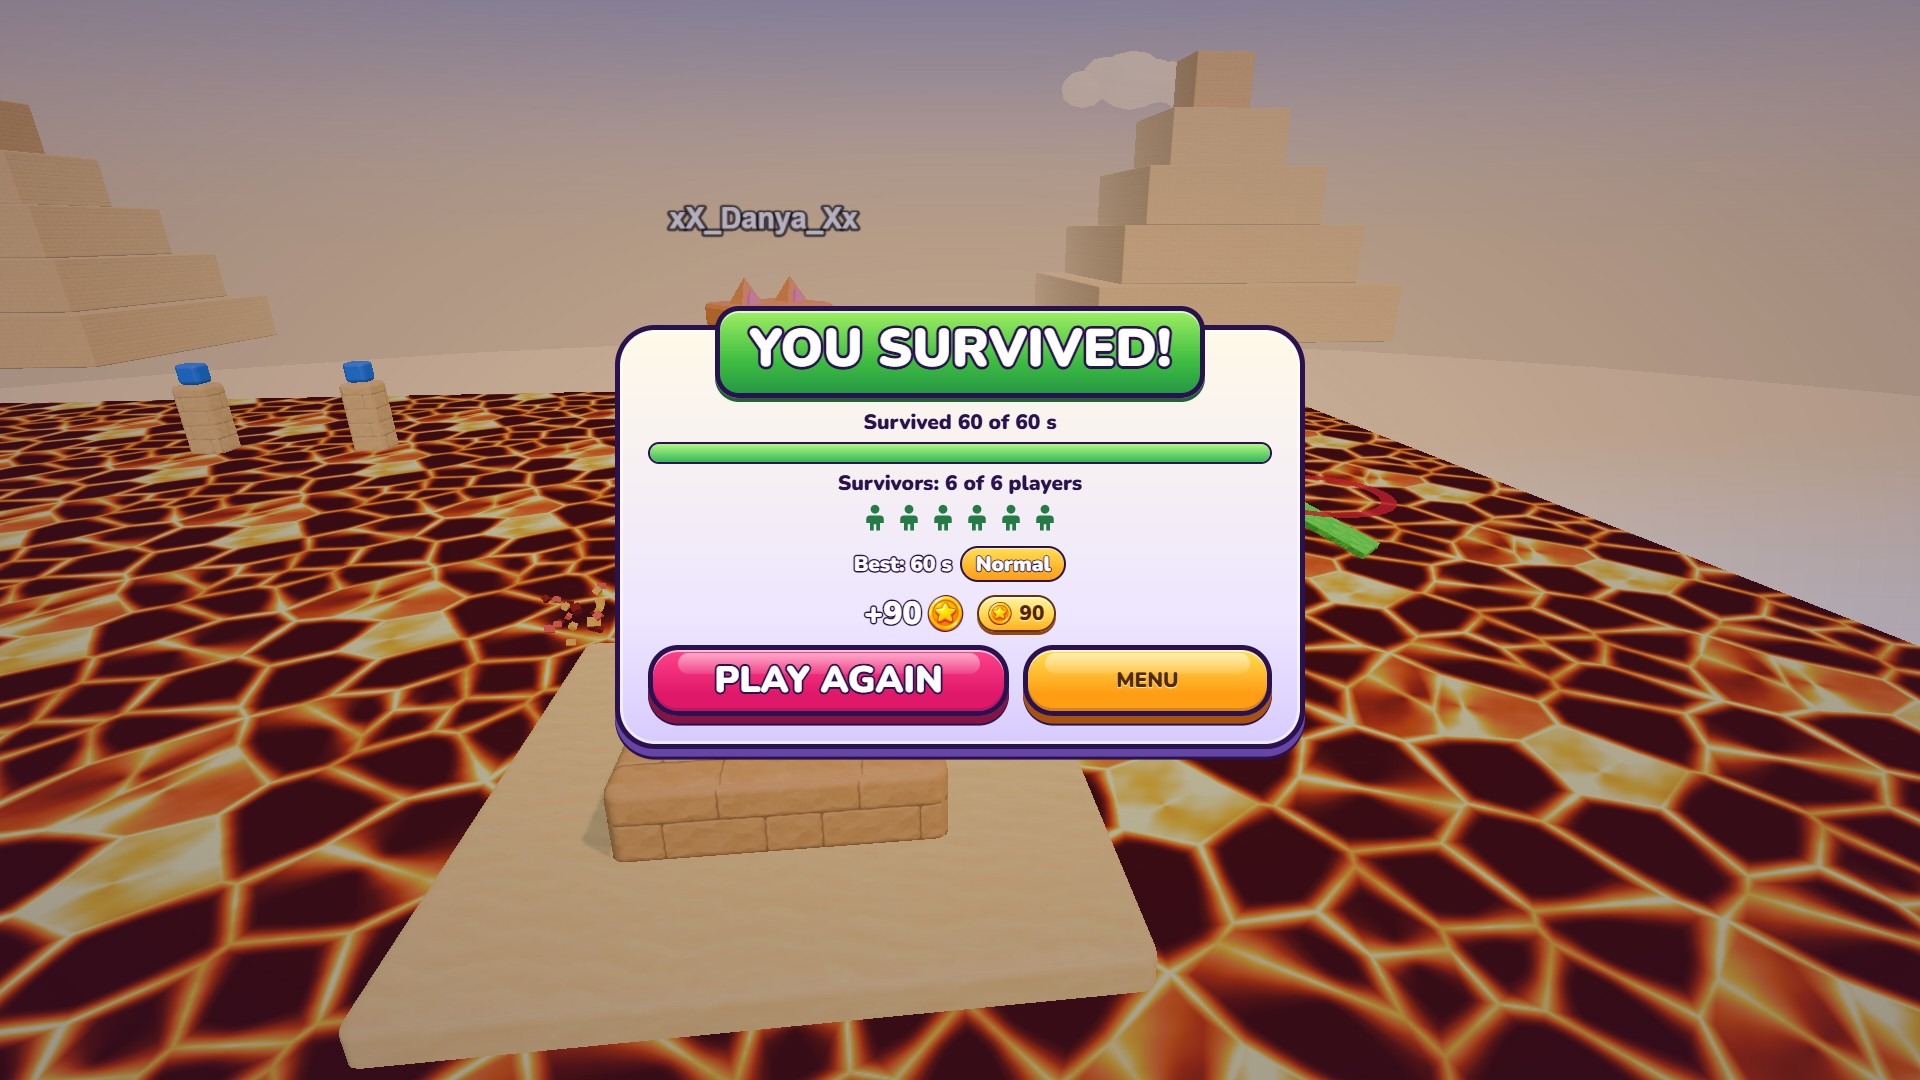 xX_Danya_Xx
YOU SURVIVED!
Survived 60 of 60 s
Survivors: 6 of 6 players
Best: 60 s Normal
+90 90
PLAY AGAIN MENU